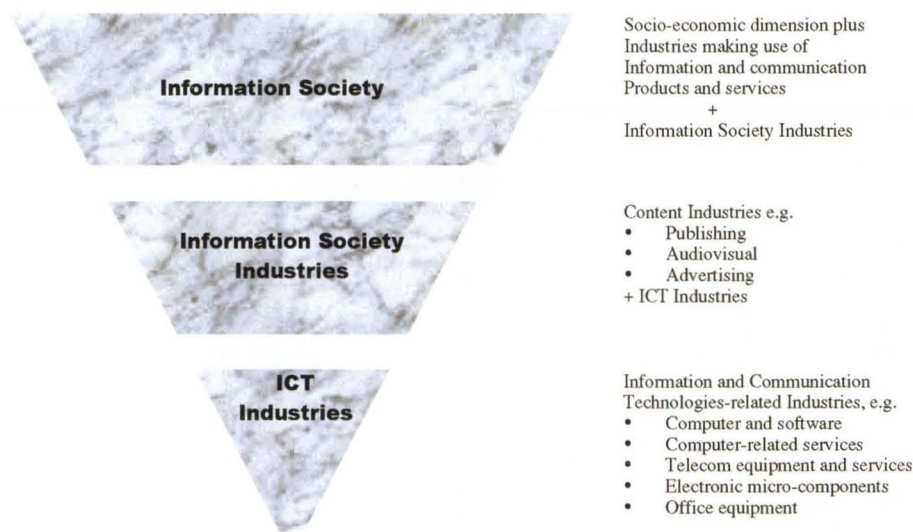 Information Society
Socio-economic dimension plus
Industries making use of
Information and communication
Products and services
+
Information Society Industries
Information Society
Industries
Content Industries e.g.
• Publishing
• Audiovisual
• Advertising
+ ICT Industries
ICT
Industries
Information and Communication
Technologies-related Industries, e.g.
• Computer and software
• Computer-related services
• Telecom equipment and services
• Electronic micro-components
• Office equipment